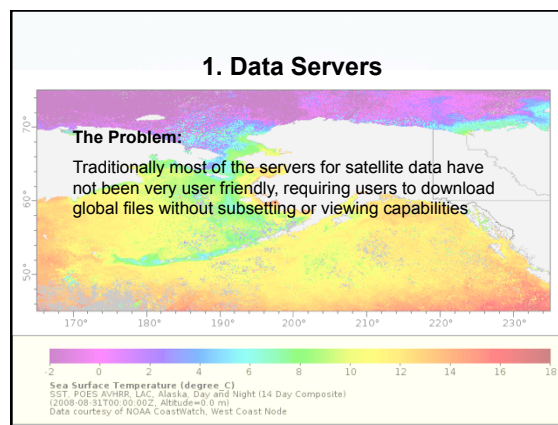 1. Data Servers
The Problem:
Traditionally most of the servers for satellite data have
not been very user friendly, requiring users to download
global files without subsetting or viewing capabilities
70°
60°
50°
170° 180° 190° 200° 210° 220° 230°
-2 0 2 4 6 8 10 12 14 16 18
Sea Surface Temperature (degree_C)
SST, POES AVHRR, LAC, Alaska, Day and Night (14 Day Composite)
(2008-08-31T00:00:00Z, Altitude=0.0 m)
Data courtesy of NOAA CoastWatch, West Coast Node